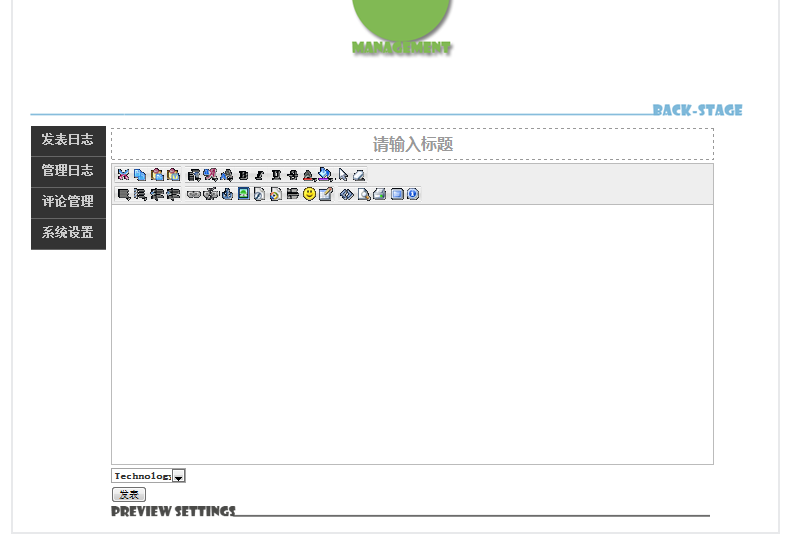 MANAGEMENT
BACK-STAGE
发表日志
管理日志
评论管理
系统设置
请输入标题
Technolog
发表
PREVIEW SETTINGS